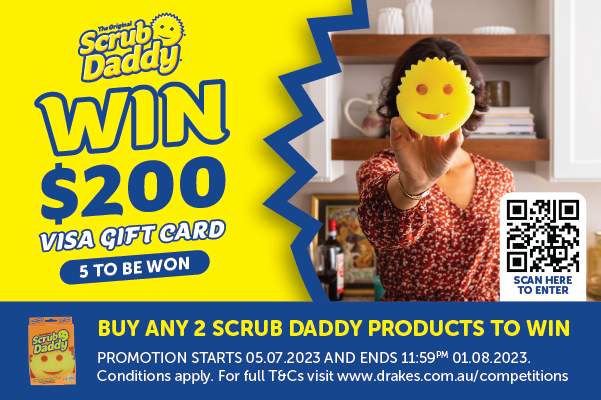 The Original
Scrub
Daddy
WIN
$200
VISA GIFT CARD
5 TO BE WON
SCAN HERE
TO ENTER
Scrub
Daddy
BUY ANY 2 SCRUB DADDY PRODUCTS TO WIN
PROMOTION STARTS 05.07.2023 AND ENDS 11:59PM 01.08.2023.
Conditions apply. For full T&Cs visit www.drakes.com.au/competitions